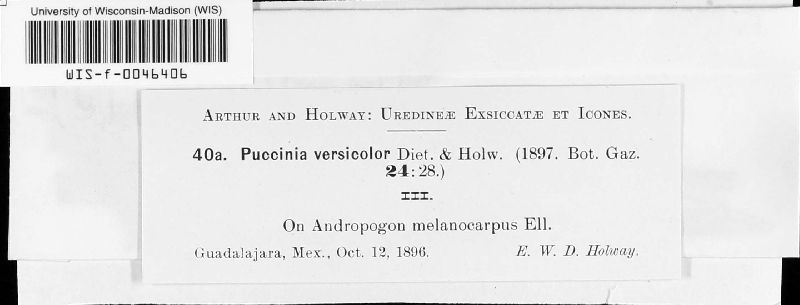 University of Wisconsin-Madison (WIS)
WIS-f-0046406
ARTHUR AND HOLWAY: UREDINEÆ EXSICCATÆ ET ICONES.
40a. Puccinia versicolor Diet. & Holw. (1897. Bot. Gaz.
24:28.)
III.
On Andropogon melanocarpus Ell.
Guadalajara, Mex., Oct. 12, 1896. E. W. D. Holway.